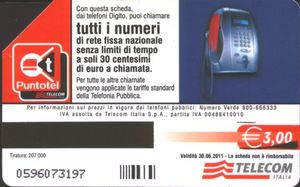 Con questa scheda,
dai telefoni Digito, puoi chiamare
tutti i numeri
di rete fissa nazionale
senza limiti di tempo
a soli 30 centesimi
di euro a chiamata.
Per tutte le altre chiamate
vengono applicate le tariffe standard
della Telefonia Pubblica.
t
Puntotel
TELECOM
Per informazioni sui prezzi in vigore dai telefoni pubblici: Numero Verde 800-666333
IVA assolta da Telecom Italia S.p.A., partita IVA 00488410010
€ 3,00
Tiratura: 207.000
Validità 30.06.2011 - La scheda non è rimborsabile
0596073197
TELECOM
ITALIA